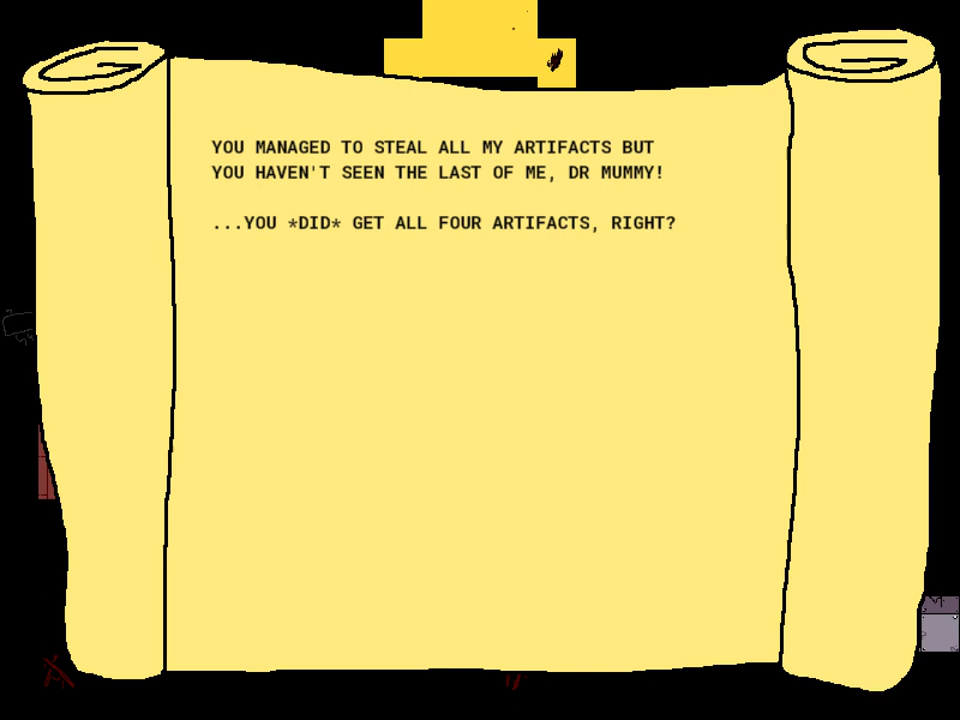 YOU MANAGED TO STEAL ALL MY ARTIFACTS BUT
YOU HAVEN'T SEEN THE LAST OF ME, DR MUMMY!
...YOU *DID* GET ALL FOUR ARTIFACTS, RIGHT?